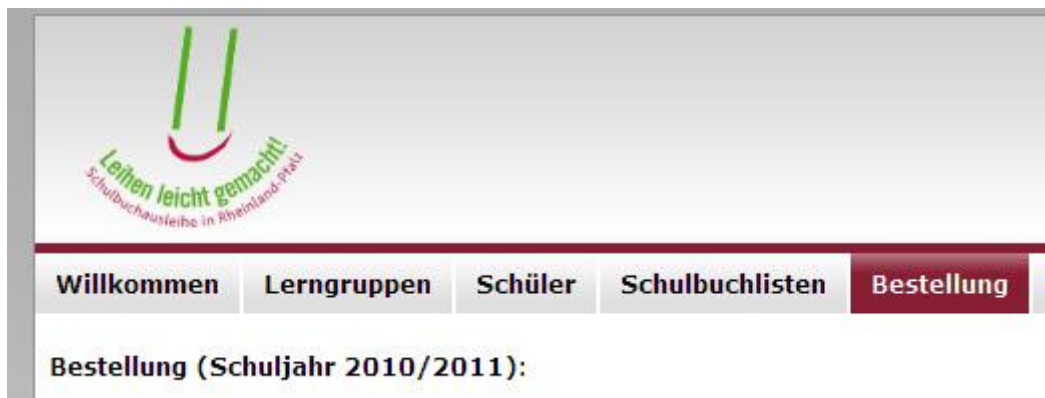 Leihen leicht gemacht!
Schulbuchausleihe in Rheinland-Pfalz
Willkommen Lerngruppen Schüler Schulbuchlisten Bestellung
Bestellung (Schuljahr 2010/2011):